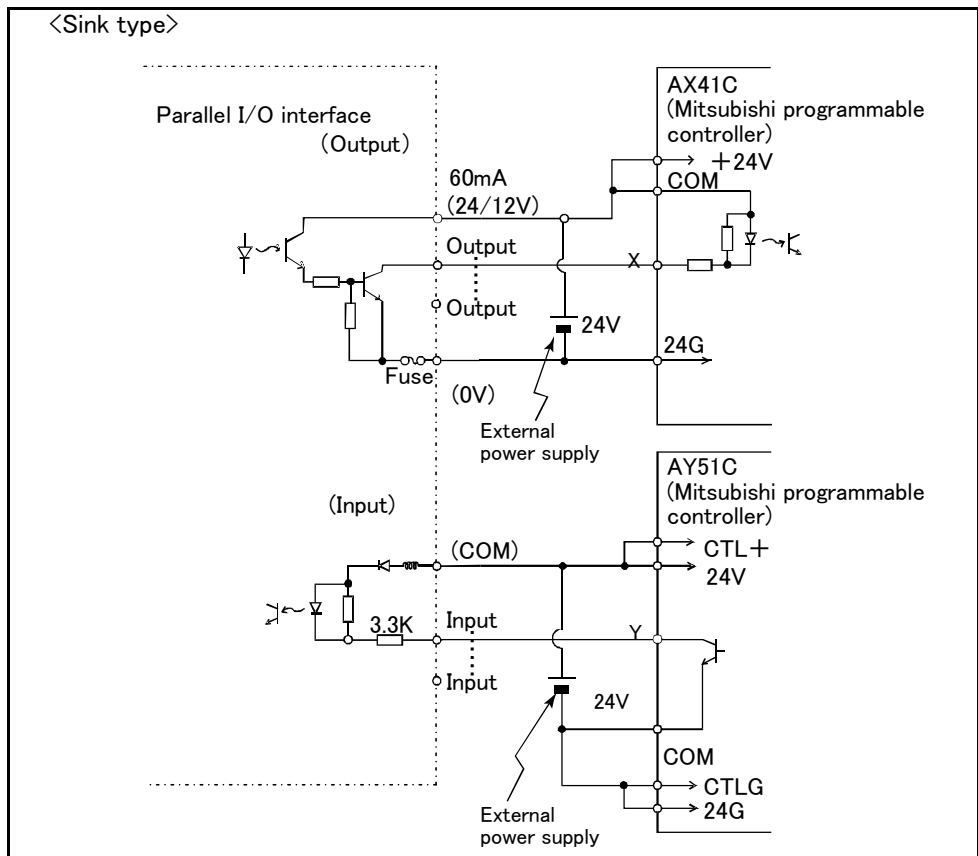 <Sink type>
Parallel I/O interface
(Output)
60mA
(24/12V)
Output
Output
Fuse
(0V)
24V
External
power supply
AX41C
(Mitsubishi programmable
controller)
+24V
COM
X
24G
(Input)
(COM)
3.3K
Input
Input
Y
24V
External
power supply
AY51C
(Mitsubishi programmable
controller)
CTL+
24V
COM
CTLG
24G